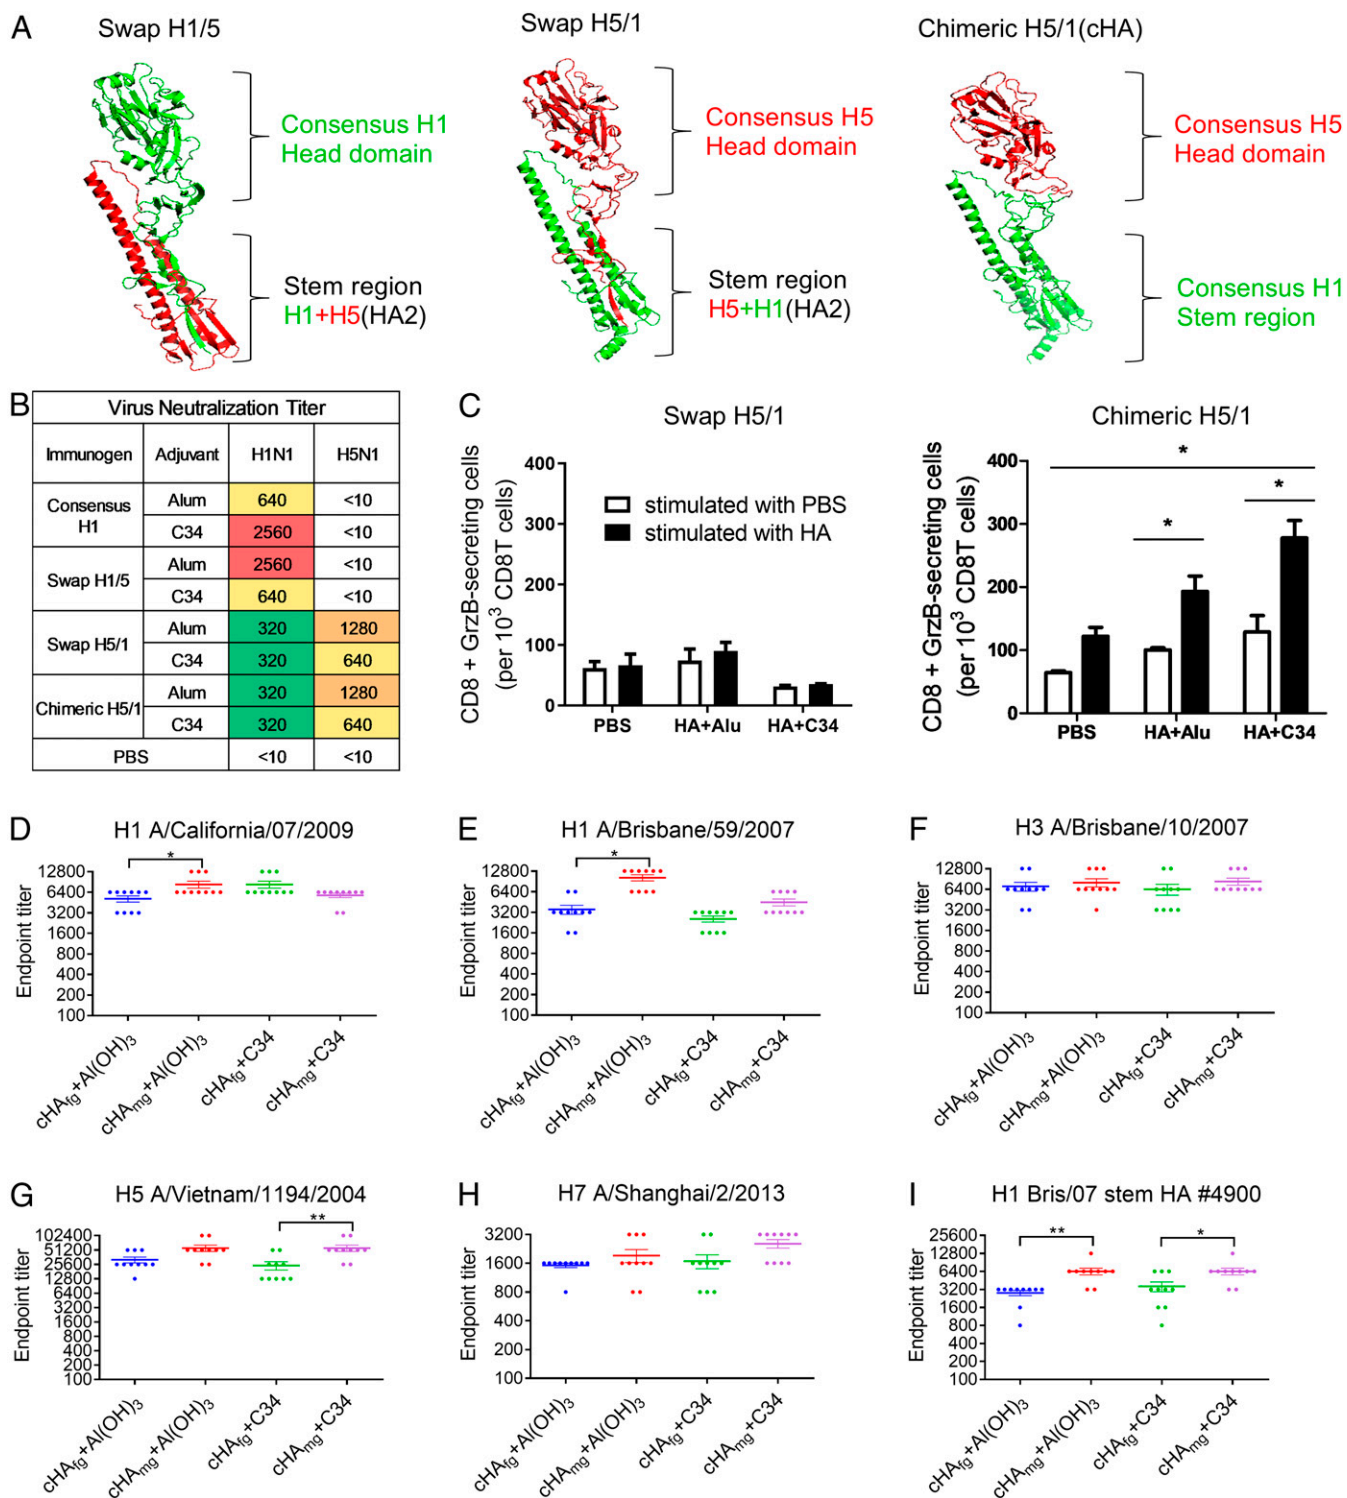 A
Swap H1/5
Consensus H1
Head domain
Stem region
H1+H5(HA2)
Swap H5/1
Consensus H5
Head domain
Stem region
H5+H1(HA2)
Chimeric H5/1(cHA)
Consensus H5
Head domain
Consensus H1
Stem region
B
Virus Neutralization Titer
Immunogen Adjuvant H1N1 H5N1
Consensus H1 Alum 640 <10
C34 2560 <10
Swap H1/5 Alum 2560 <10
C34 640 <10
Swap H5/1 Alum 320 1280
C34 320 640
Chimeric H5/1 Alum 320 1280
C34 320 640
PBS <10 <10
C
Swap H5/1
CD8 + GrzB-secreting cells
(per 10³ CD8T cells)
400
300
200
100
0
stimulated with PBS
stimulated with HA
PBS HA+Alu HA+C34
Chimeric H5/1
CD8 + GrzB-secreting cells
(per 10³ CD8T cells)
400
300
200
100
0
*
*
*
PBS HA+Alu HA+C34
D
H1 A/California/07/2009
Endpoint titer
12800
6400
3200
1600
800
400
200
100
*
cHAfg+Al(OH)₃
cHAmg+Al(OH)₃
cHAfg+C34
cHAmg+C34
E
H1 A/Brisbane/59/2007
Endpoint titer
12800
6400
3200
1600
800
400
200
100
*
cHAfg+Al(OH)₃
cHAmg+Al(OH)₃
cHAfg+C34
cHAmg+C34
F
H3 A/Brisbane/10/2007
Endpoint titer
12800
6400
3200
1600
800
400
200
100
cHAfg+Al(OH)₃
cHAmg+Al(OH)₃
cHAfg+C34
cHAmg+C34
G
H5 A/Vietnam/1194/2004
Endpoint titer
102400
51200
25600
12800
6400
3200
1600
800
400
200
100
**
cHAfg+Al(OH)₃
cHAmg+Al(OH)₃
cHAfg+C34
cHAmg+C34
H
H7 A/Shanghai/2/2013
Endpoint titer
3200
1600
800
400
200
100
cHAfg+Al(OH)₃
cHAmg+Al(OH)₃
cHAfg+C34
cHAmg+C34
I
H1 Bris/07 stem HA #4900
Endpoint titer
25600
12800
6400
3200
1600
800
400
200
100
**
*
cHAfg+Al(OH)₃
cHAmg+Al(OH)₃
cHAfg+C34
cHAmg+C34